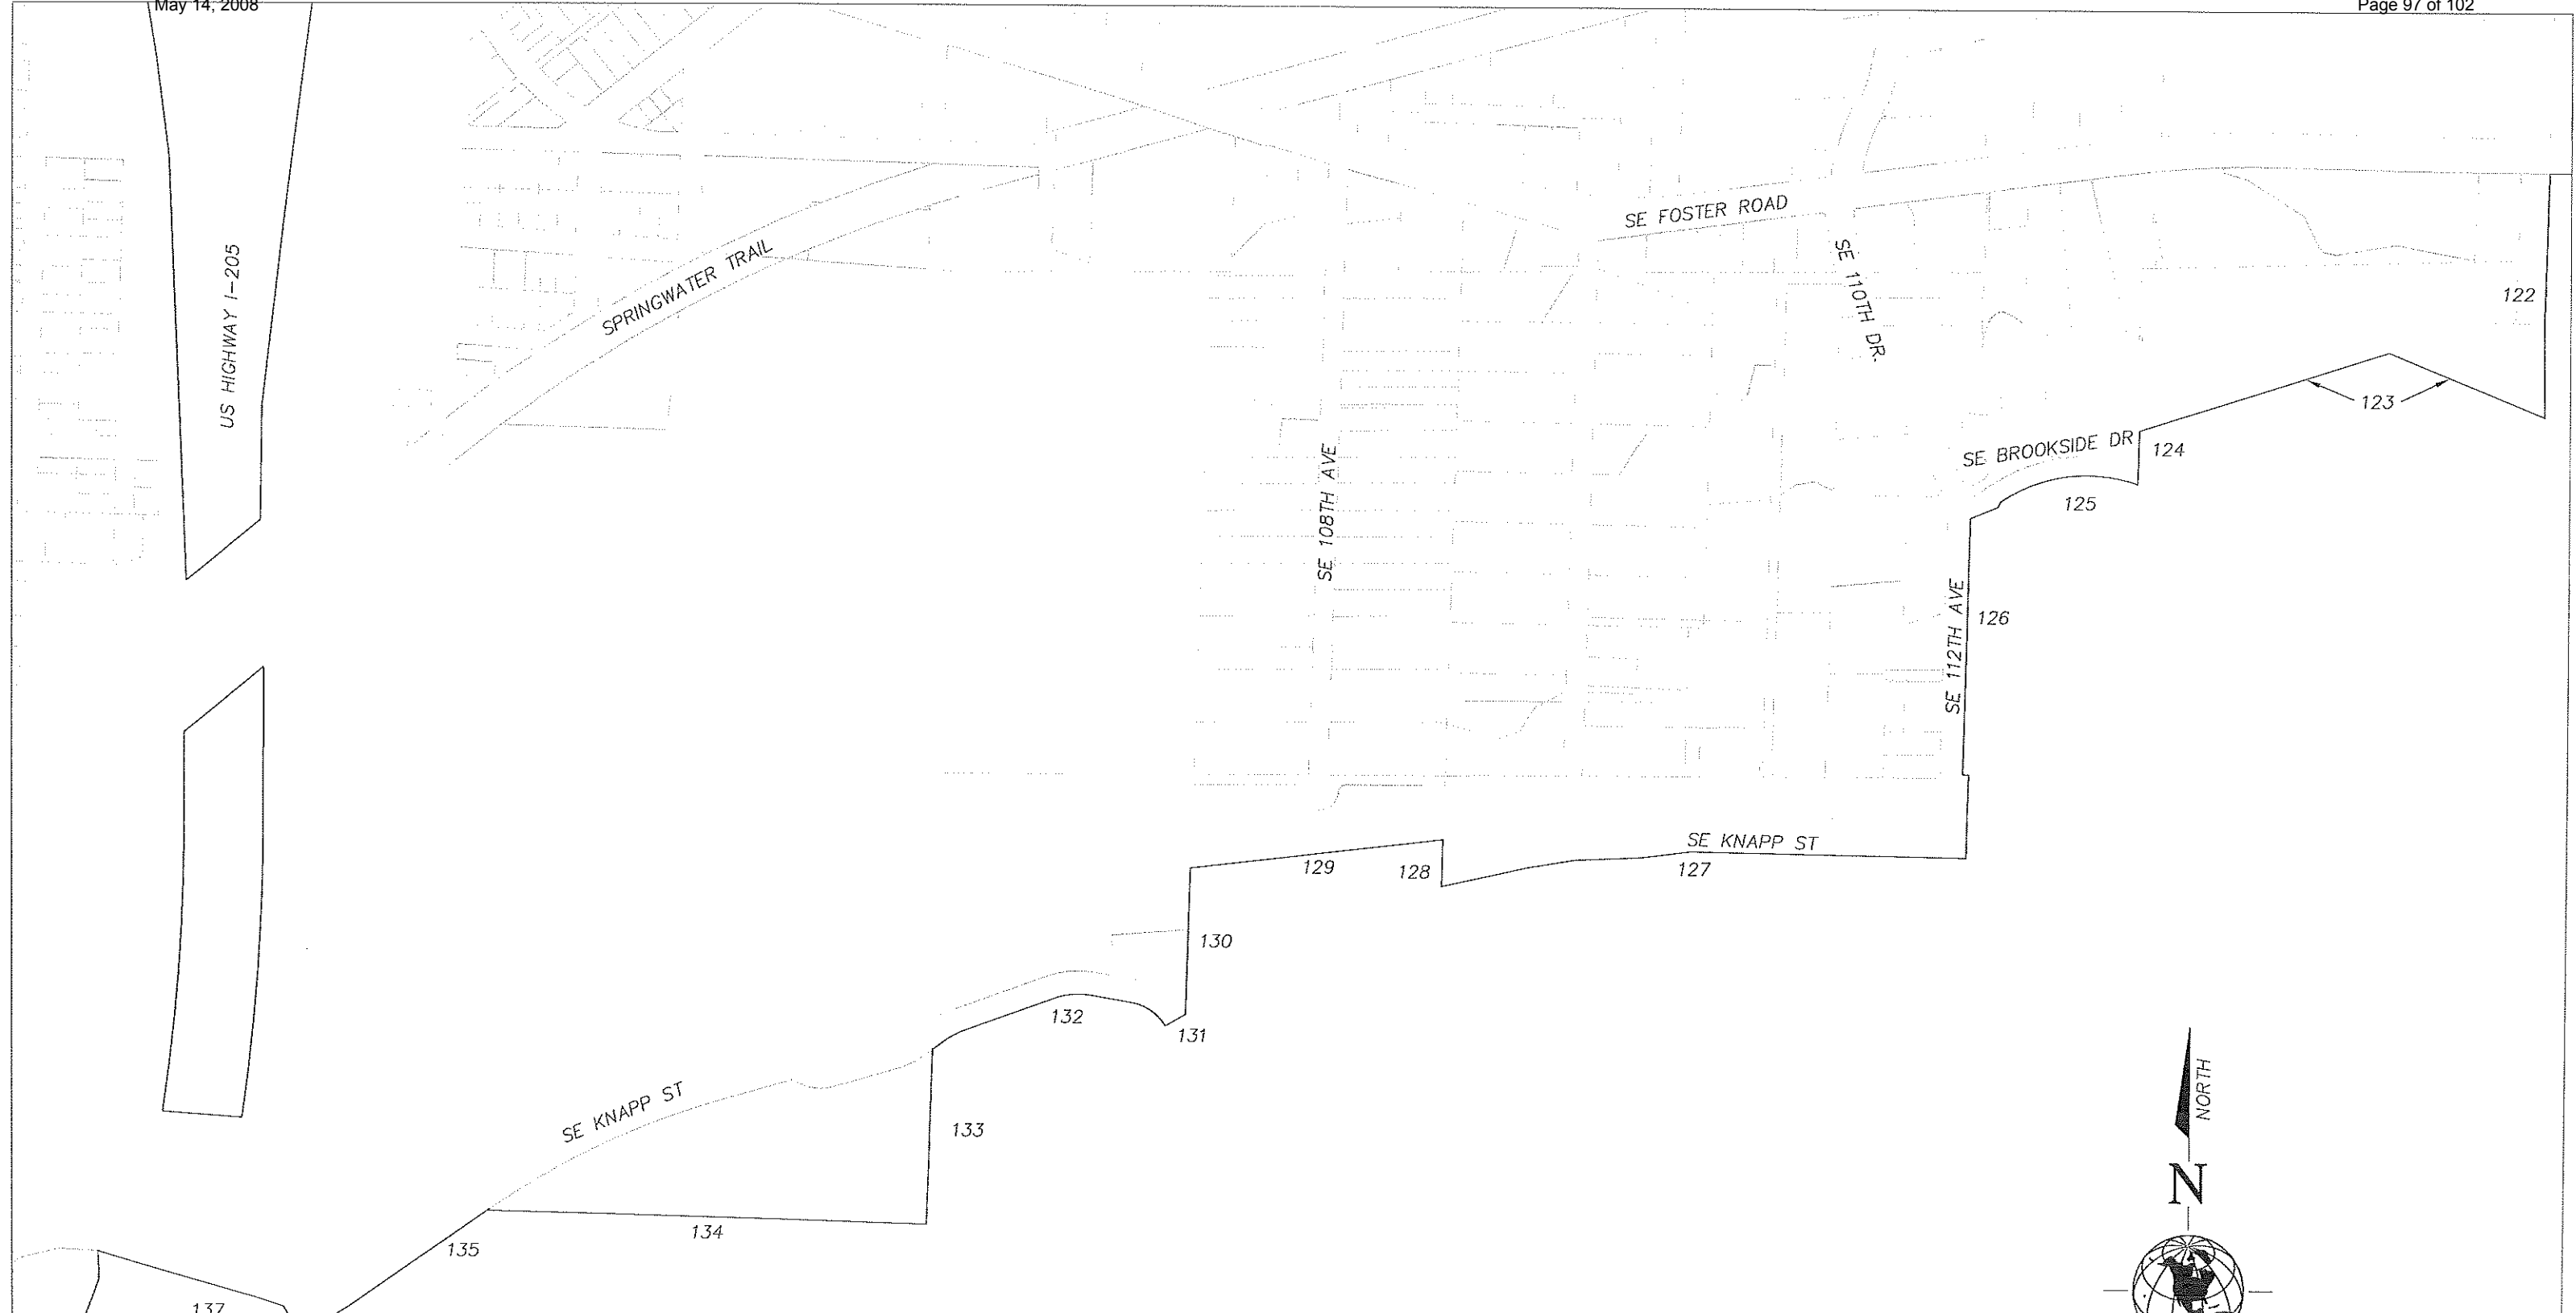 May 14, 2008
Page 97 of 102
US HIGHWAY I-205
SPRINGWATER TRAIL
SE FOSTER ROAD
SE 110TH DR.
122
123
SE BROOKSIDE DR
124
125
SE 108TH AVE
SE 112TH AVE
126
SE KNAPP ST
127
128
129
130
131
132
SE KNAPP ST
133
134
135
137
NORTH
N